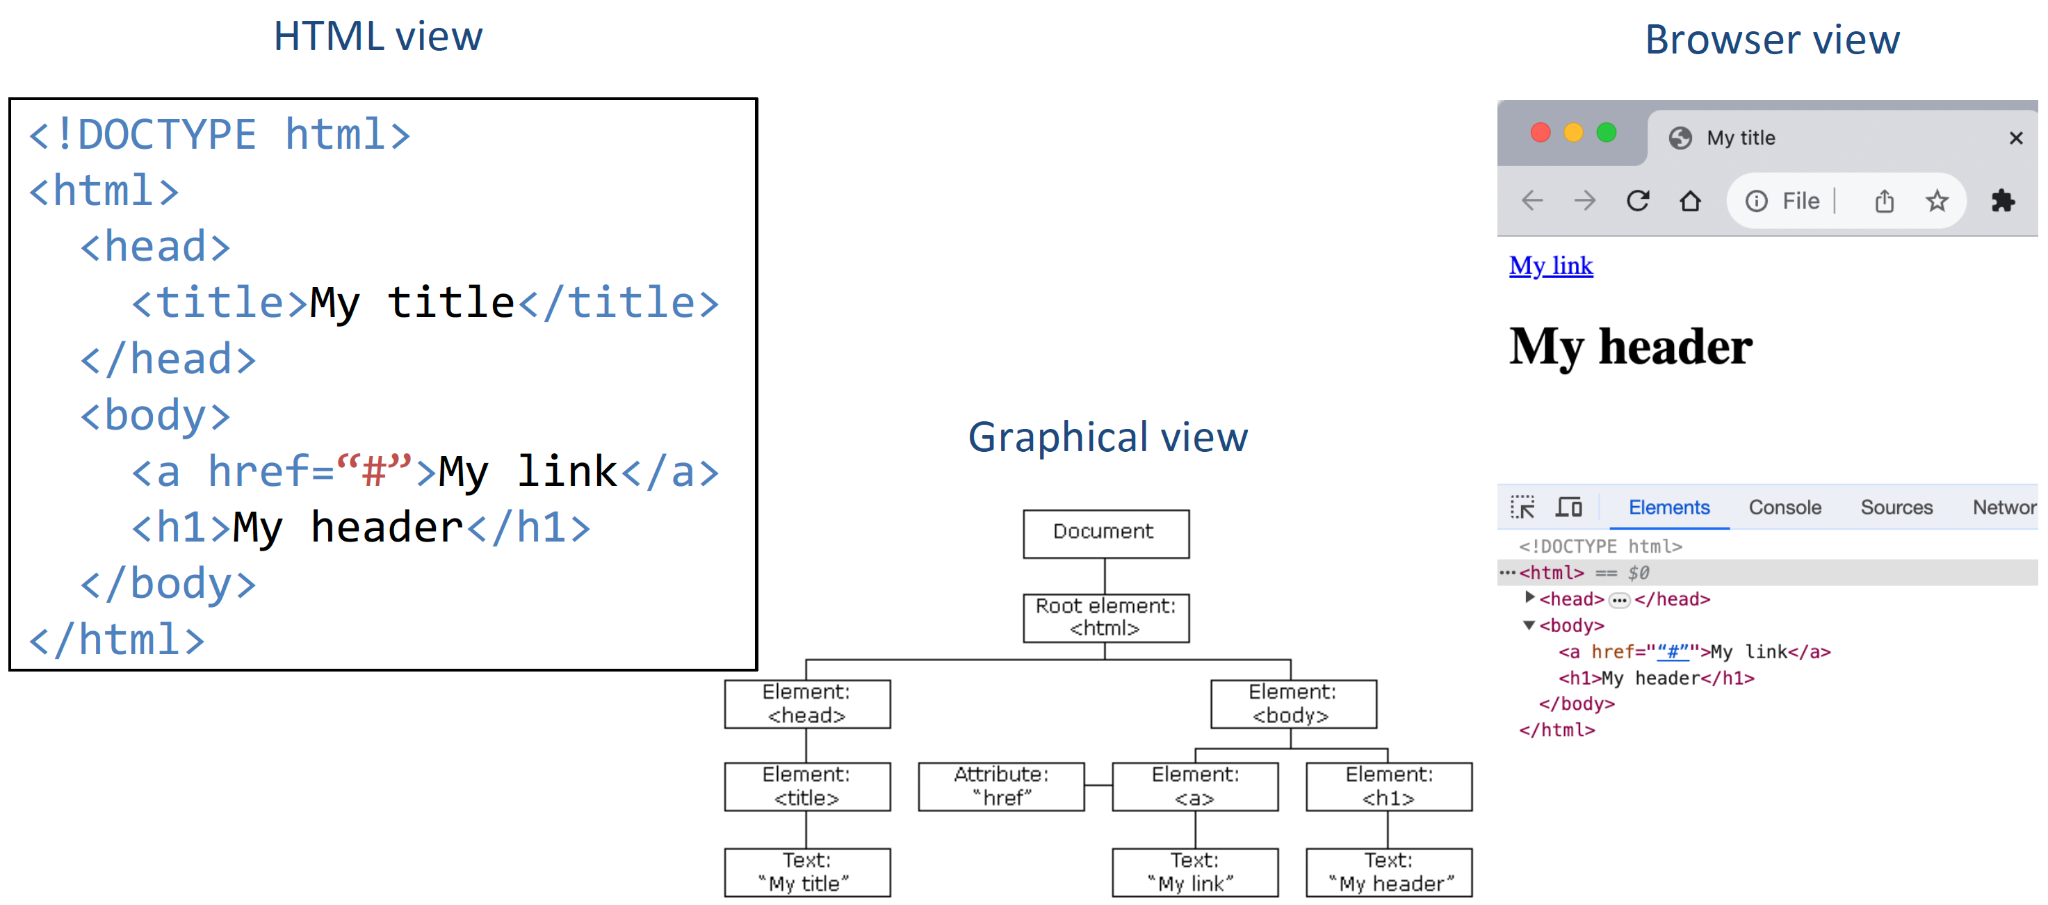 HTML view
<!DOCTYPE html>
<html>
<head>
<title>My title</title>
</head>
<body>
<a href=“#”>My link</a>
<h1>My header</h1>
</body>
</html>
Graphical view
Document
Root element:
<html>
Element:
<head>
Element:
<body>
Element:
<title>
Attribute:
“href”
Element:
<a>
Element:
<h1>
Text:
“My title”
Text:
“My link”
Text:
“My header”
Browser view
My title
File
My link
My header
Elements Console Sources Networ
<!DOCTYPE html>
<html> == $0
<head> </head>
<body>
<a href="“#”">My link</a>
<h1>My header</h1>
</body>
</html>